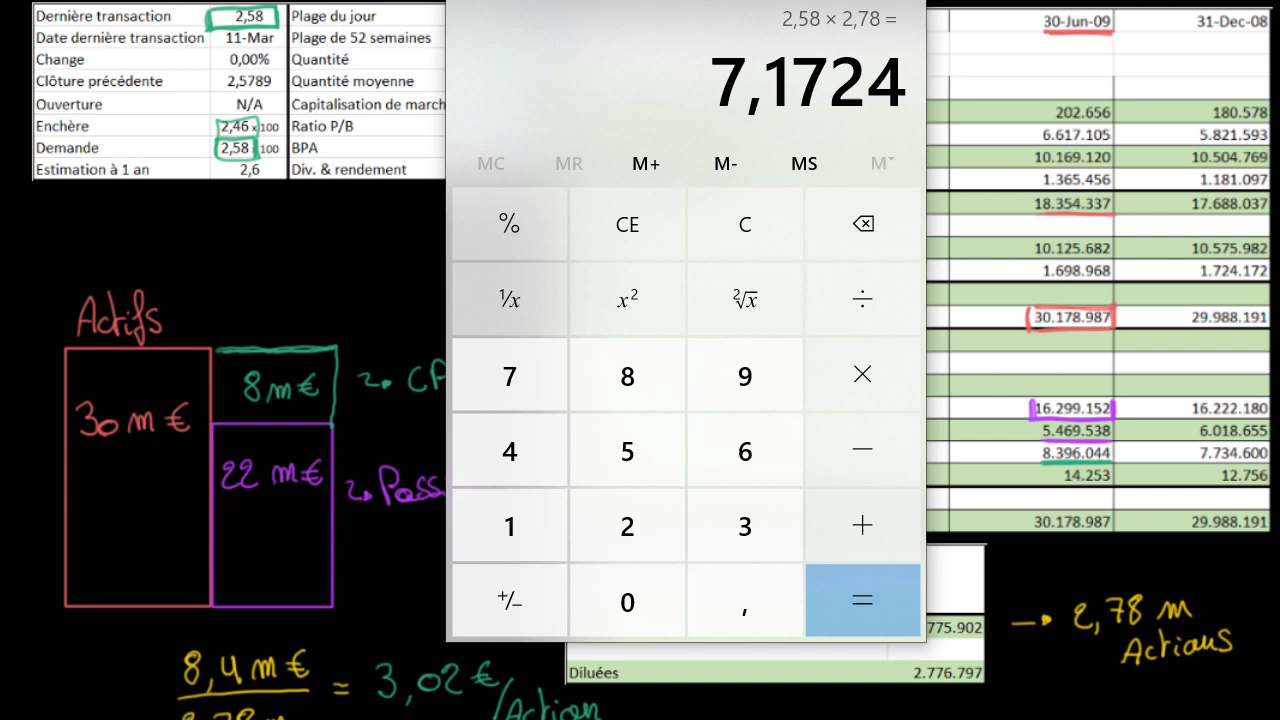 Dernière transaction 2,58 Plage du jour
Date dernière transaction 11-Mar Plage de 52 semaines
Change 0,00% Quantité
Clôture précédente 2,5789 Quantité moyenne
Ouverture N/A Capitalisation de march
Enchère 2,46 x100 Ratio P/B
Demande 2,58 x100 BPA
Estimation à 1 an 2,6 Div. & rendement
2,58 × 2,78 =
7,1724
MC MR M+ M- MS M˅
% CE C ⌫
1/x x² ²√x ÷
7 8 9 ×
4 5 6 −
1 2 3 +
+/− 0 , =
30-Jun-09 31-Dec-08
202.656 180.578
6.617.105 5.821.593
10.169.120 10.504.769
1.365.456 1.181.097
18.354.337 17.688.037
10.125.682 10.575.982
1.698.968 1.724.172
30.178.987 29.988.191
16.299.152 16.222.180
5.469.538 6.018.655
8.396.044 7.734.600
14.253 12.756
30.178.987 29.988.191
Actifs
30 m €
8 m €
22 m €
Pass
775.902
Diluées 2.776.797
2,78 m
Actions
8,4 m € = 3,02 € /Action